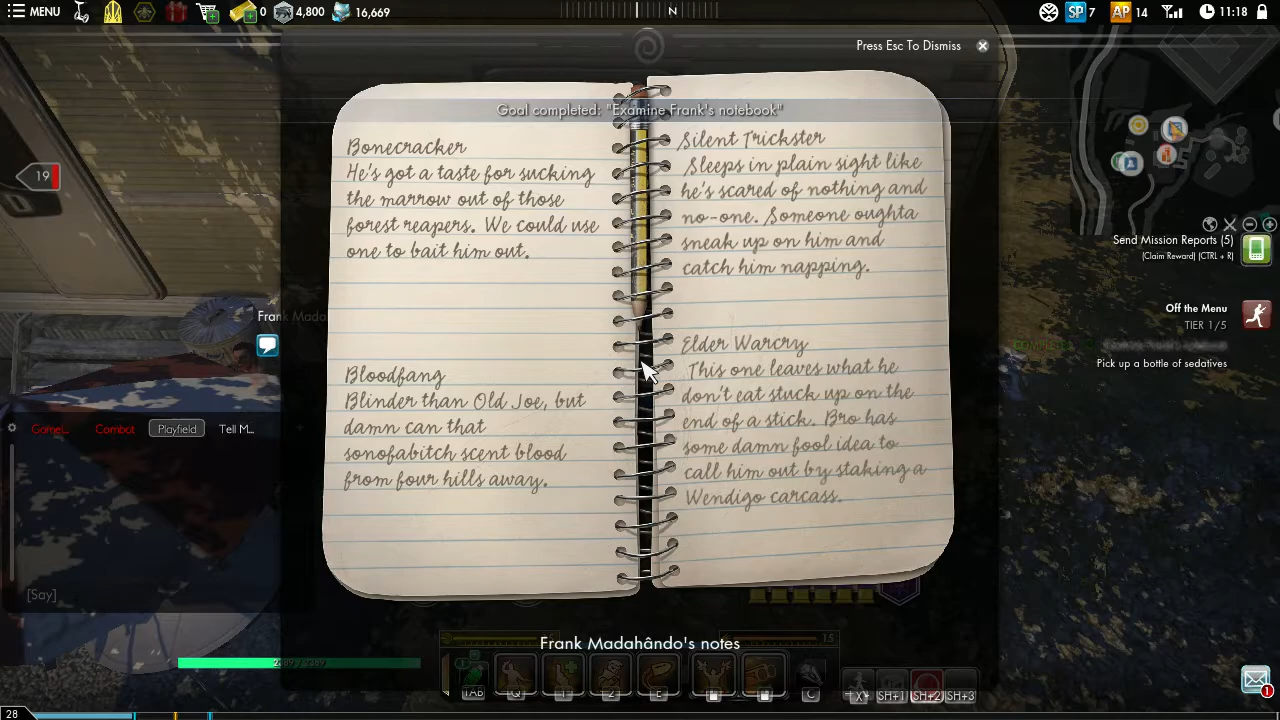 MENU
0
4,800
16,669
N
SP 7
AP 14
11:18
Press Esc To Dismiss
Goal completed: "Examine Frank's notebook"
Bonecracker
He's got a taste for sucking
the marrow out of those
forest reapers. We could use
one to bait him out.
Bloodfang
Blinder than Old Joe, but
damn can that
sonofabitch scent blood
from four hills away.
Silent Trickster
Sleeps in plain sight like
he's scared of nothing and
no-one. Someone oughta
sneak up on him and
catch him napping.
Elder Warcry
This one leaves what he
don't eat stuck up on the
end of a stick. Bro has
some damn fool idea to
call him out by staking a
Wendigo carcass.
19
Frank Mada
Send Mission Reports (5)
(Claim Reward) (CTRL + R)
Off the Menu
TIER 1/5
Pick up a bottle of sedatives
Combat
Playfield
Tell M...
[Say]
Frank Madahândo's notes
15
TAB
Q
E
C
X
SH+1
SH+2
SH+3
28
1